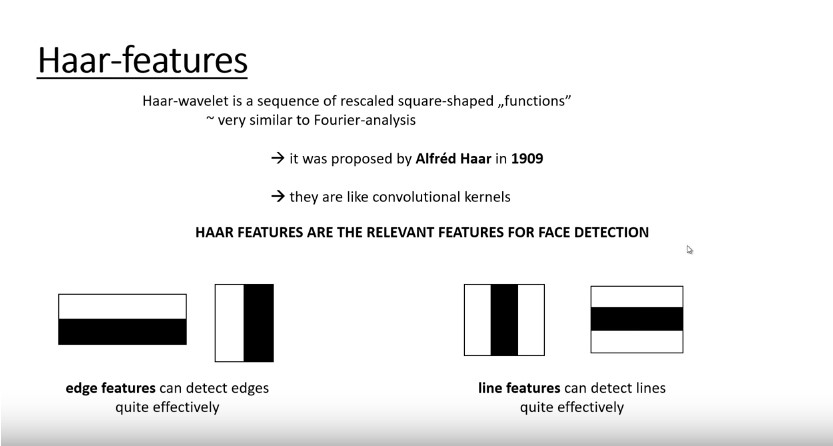 Haar-features
Haar-wavelet is a sequence of rescaled square-shaped „functions”
~ very similar to Fourier-analysis
→ it was proposed by Alfréd Haar in 1909
→ they are like convolutional kernels
HAAR FEATURES ARE THE RELEVANT FEATURES FOR FACE DETECTION
edge features can detect edges
quite effectively
line features can detect lines
quite effectively